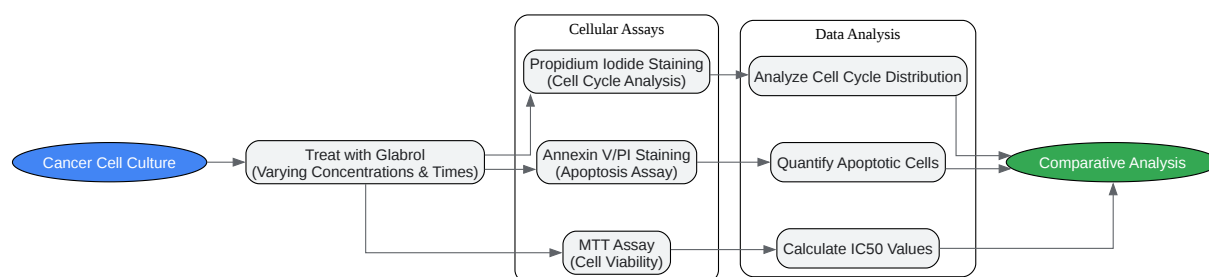 Cellular Assays
Data Analysis
Propidium Iodide Staining
(Cell Cycle Analysis)
Analyze Cell Cycle Distribution
Cancer Cell Culture
Treat with Glabrol
(Varying Concentrations & Times)
Annexin V/PI Staining
(Apoptosis Assay)
Quantify Apoptotic Cells
Comparative Analysis
MTT Assay
(Cell Viability)
Calculate IC50 Values